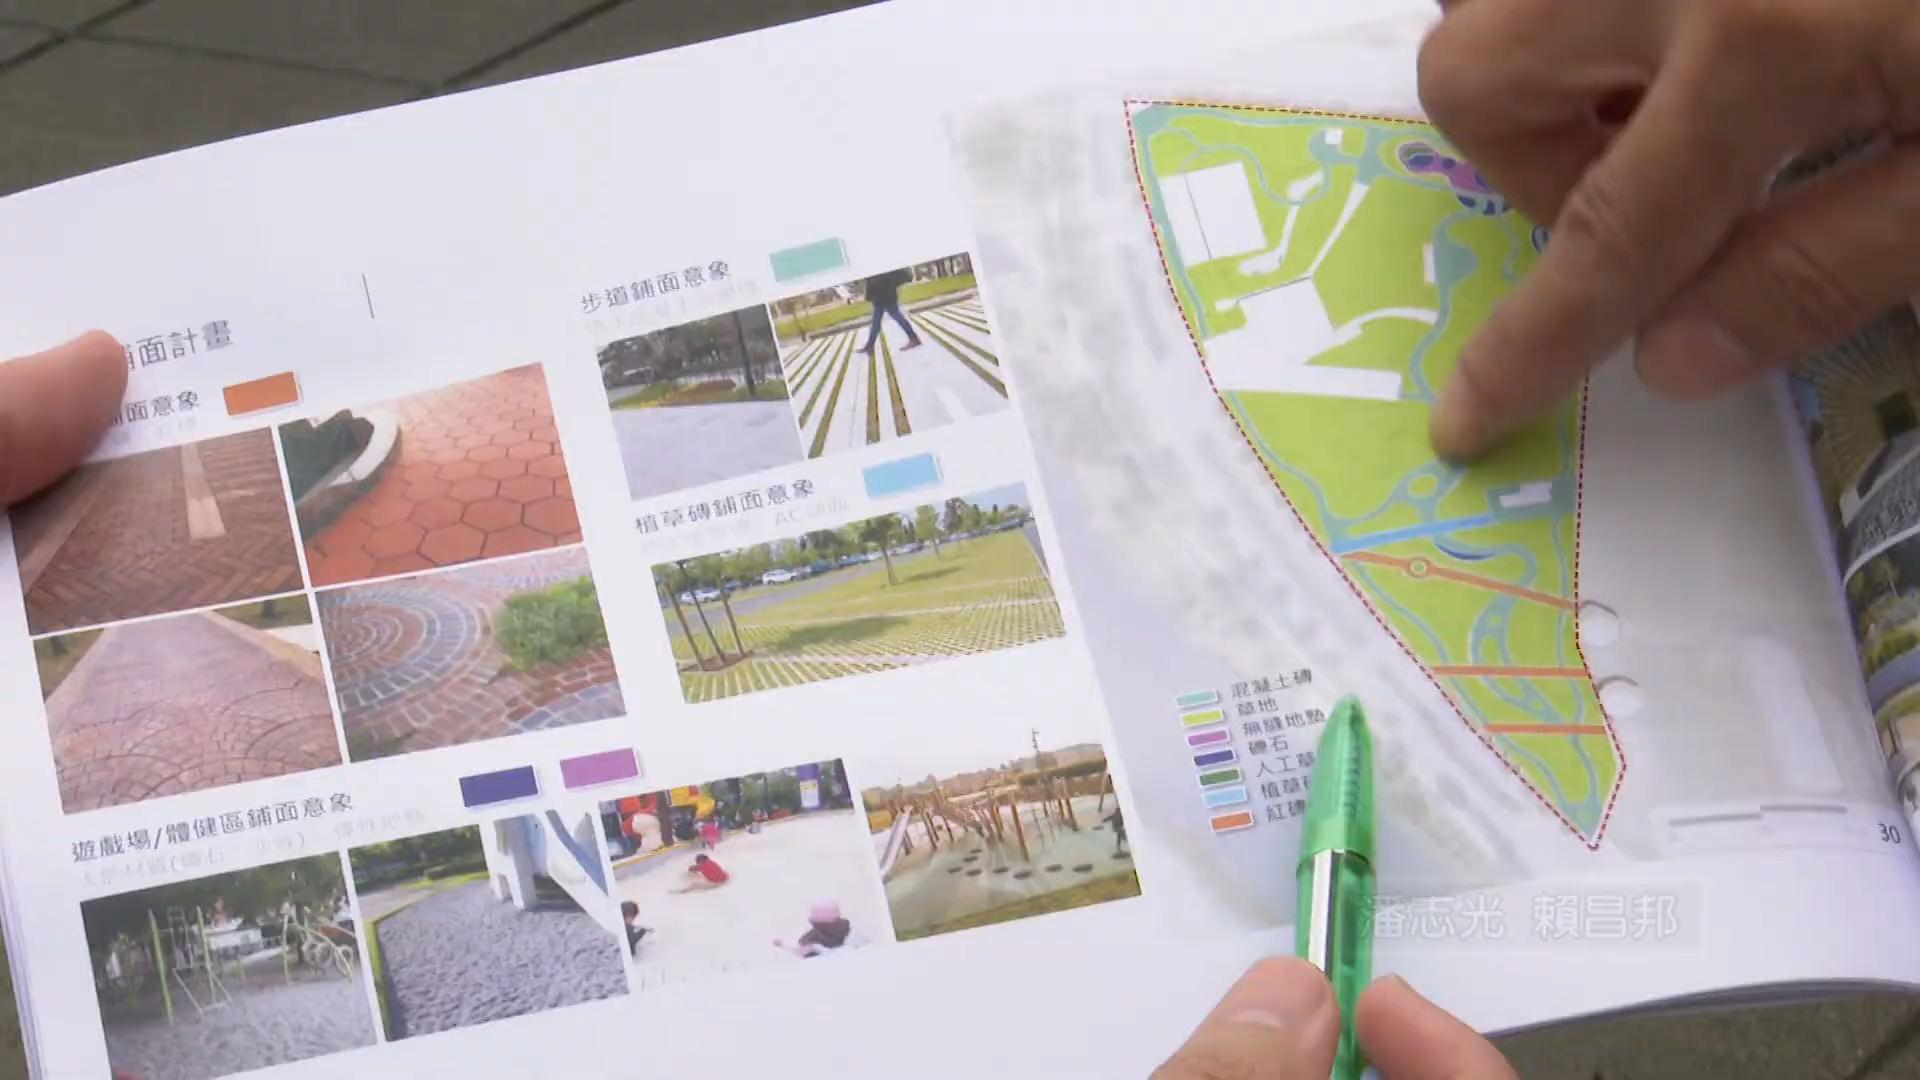 面計畫
面意象
步道鋪面意象
植草磚鋪面意象
遊戲場/體健區鋪面意象
混凝土磚
草地
無縫地墊
礫石
人工草
植草
紅磚
30
潘志光 賴昌邦